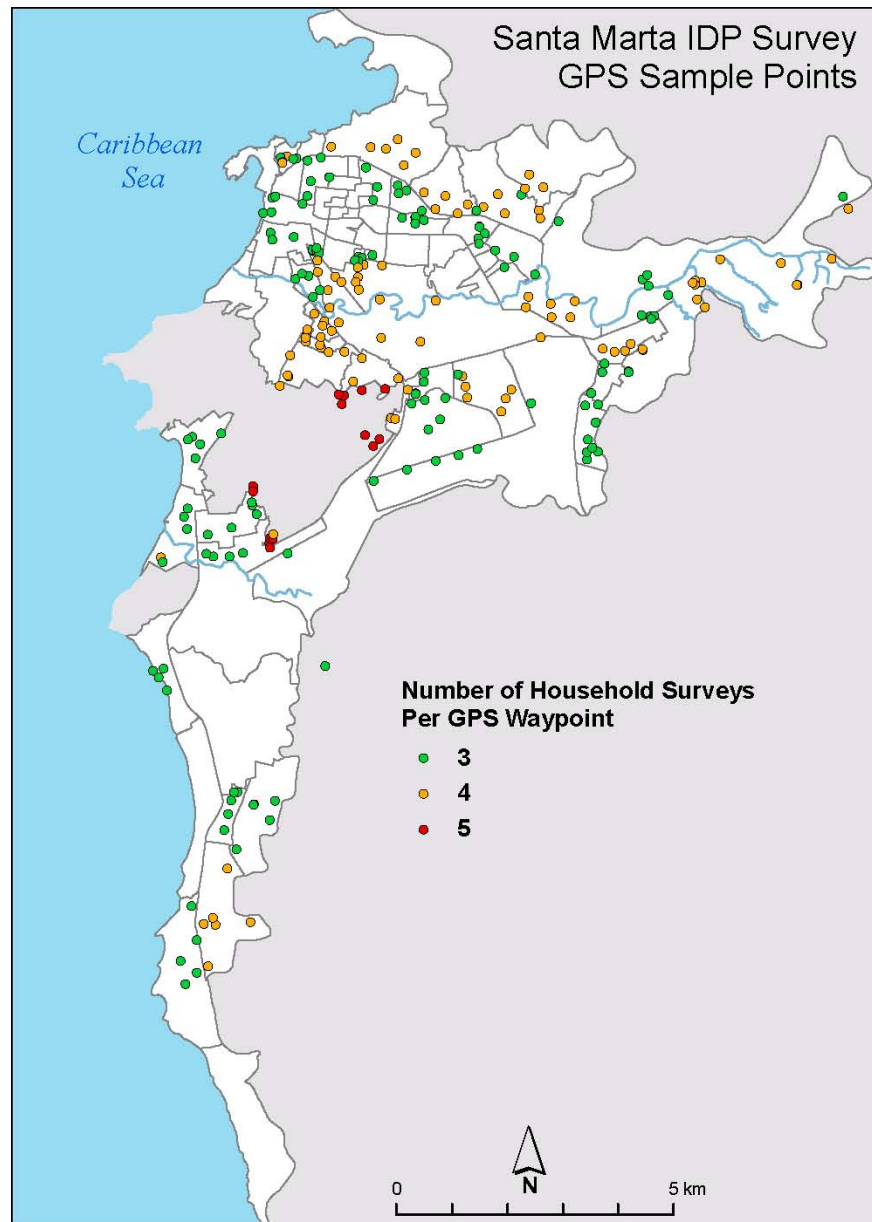 Santa Marta IDP Survey
GPS Sample Points
Caribbean
Sea
Number of Household Surveys
Per GPS Waypoint
3
4
5
N
0 5 km